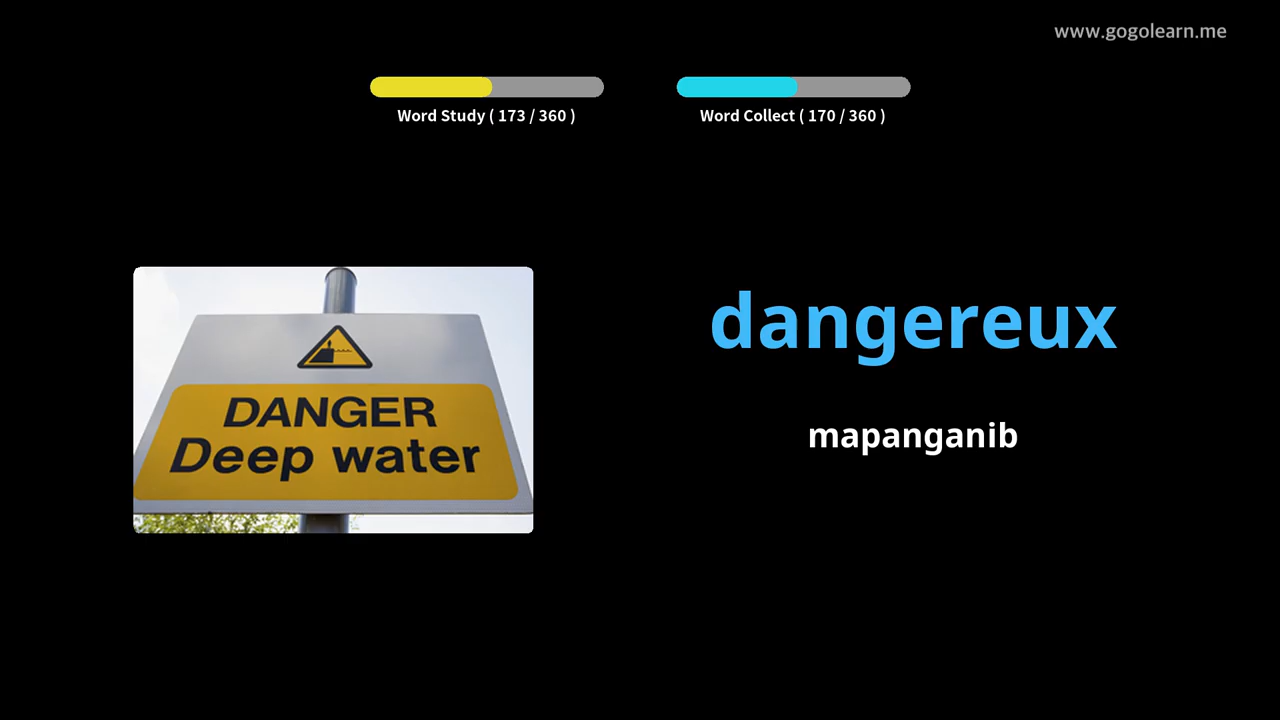 www.gogolearn.me
Word Study ( 173 / 360 )
Word Collect ( 170 / 360 )
DANGER
Deep water
dangereux
mapanganib